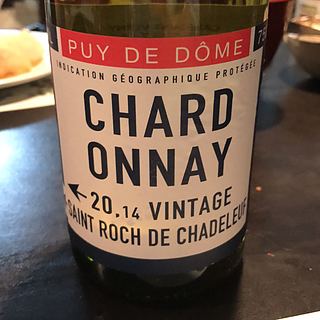 PUY DE DÔME
INDICATION GÉOGRAPHIQUE PROTÉGÉE
CHARD
ONNAY
20,14 VINTAGE
SAINT ROCH DE CHADELEUF